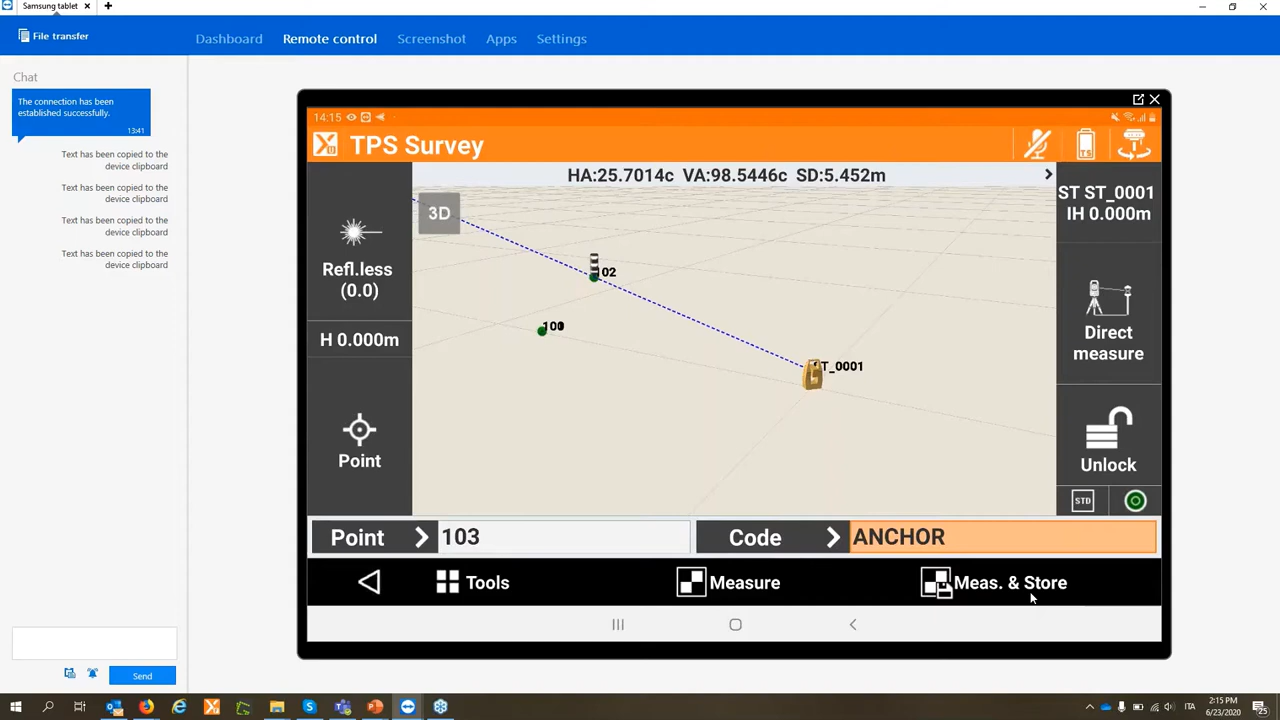 Samsung tablet
File transfer
Dashboard
Remote control
Screenshot
Apps
Settings
Chat
The connection has been
established successfully.
13:41
Text has been copied to the
device clipboard
Text has been copied to the
device clipboard
Text has been copied to the
device clipboard
Text has been copied to the
device clipboard
Send
14:15
TPS Survey
HA:25.7014c VA:98.5446c SD:5.452m
3D
Refl.less
(0.0)
H 0.000m
Point
02
T_0001
ST ST_0001
IH 0.000m
Direct
measure
Unlock
STD
Point
103
Code
ANCHOR
Tools
Measure
Meas. & Store
ITA
2:15 PM
6/23/2020
25